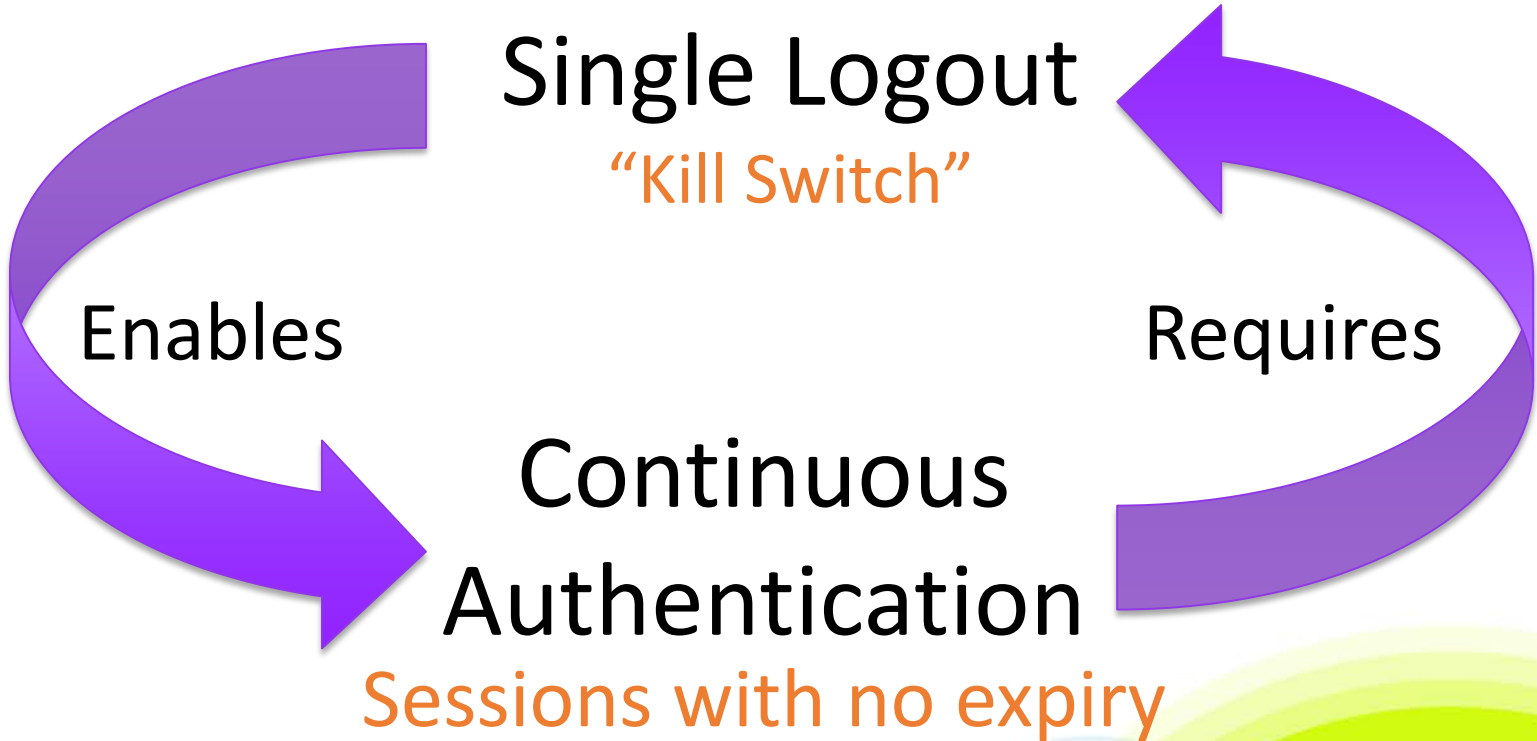 Single Logout
“Kill Switch”
Enables
Requires
Continuous
Authentication
Sessions with no expiry